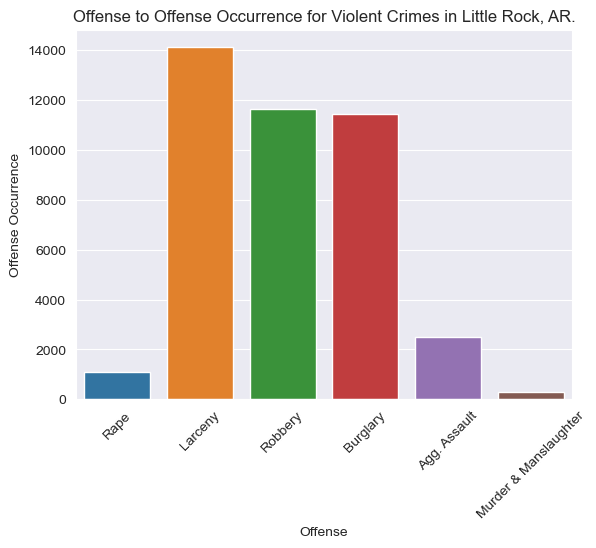 Offense to Offense Occurrence for Violent Crimes in Little Rock, AR.
Offense Occurrence
14000
12000
10000
8000
6000
4000
2000
0
Rape
Larceny
Robbery
Burglary
Agg. Assault
Murder & Manslaughter
Offense